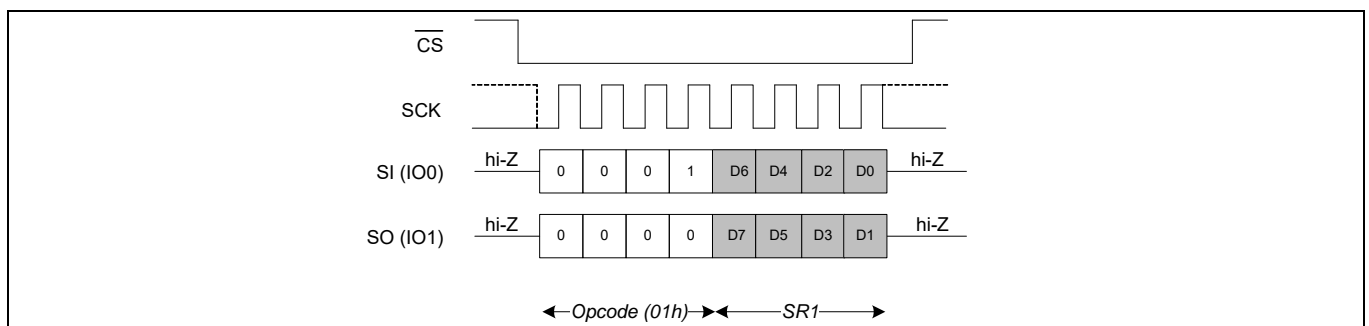 CS
SCK
SI (IO0) hi-Z 0 0 0 1 D6 D4 D2 D0 hi-Z
SO (IO1) hi-Z 0 0 0 0 D7 D5 D3 D1 hi-Z
Opcode (01h) SR1